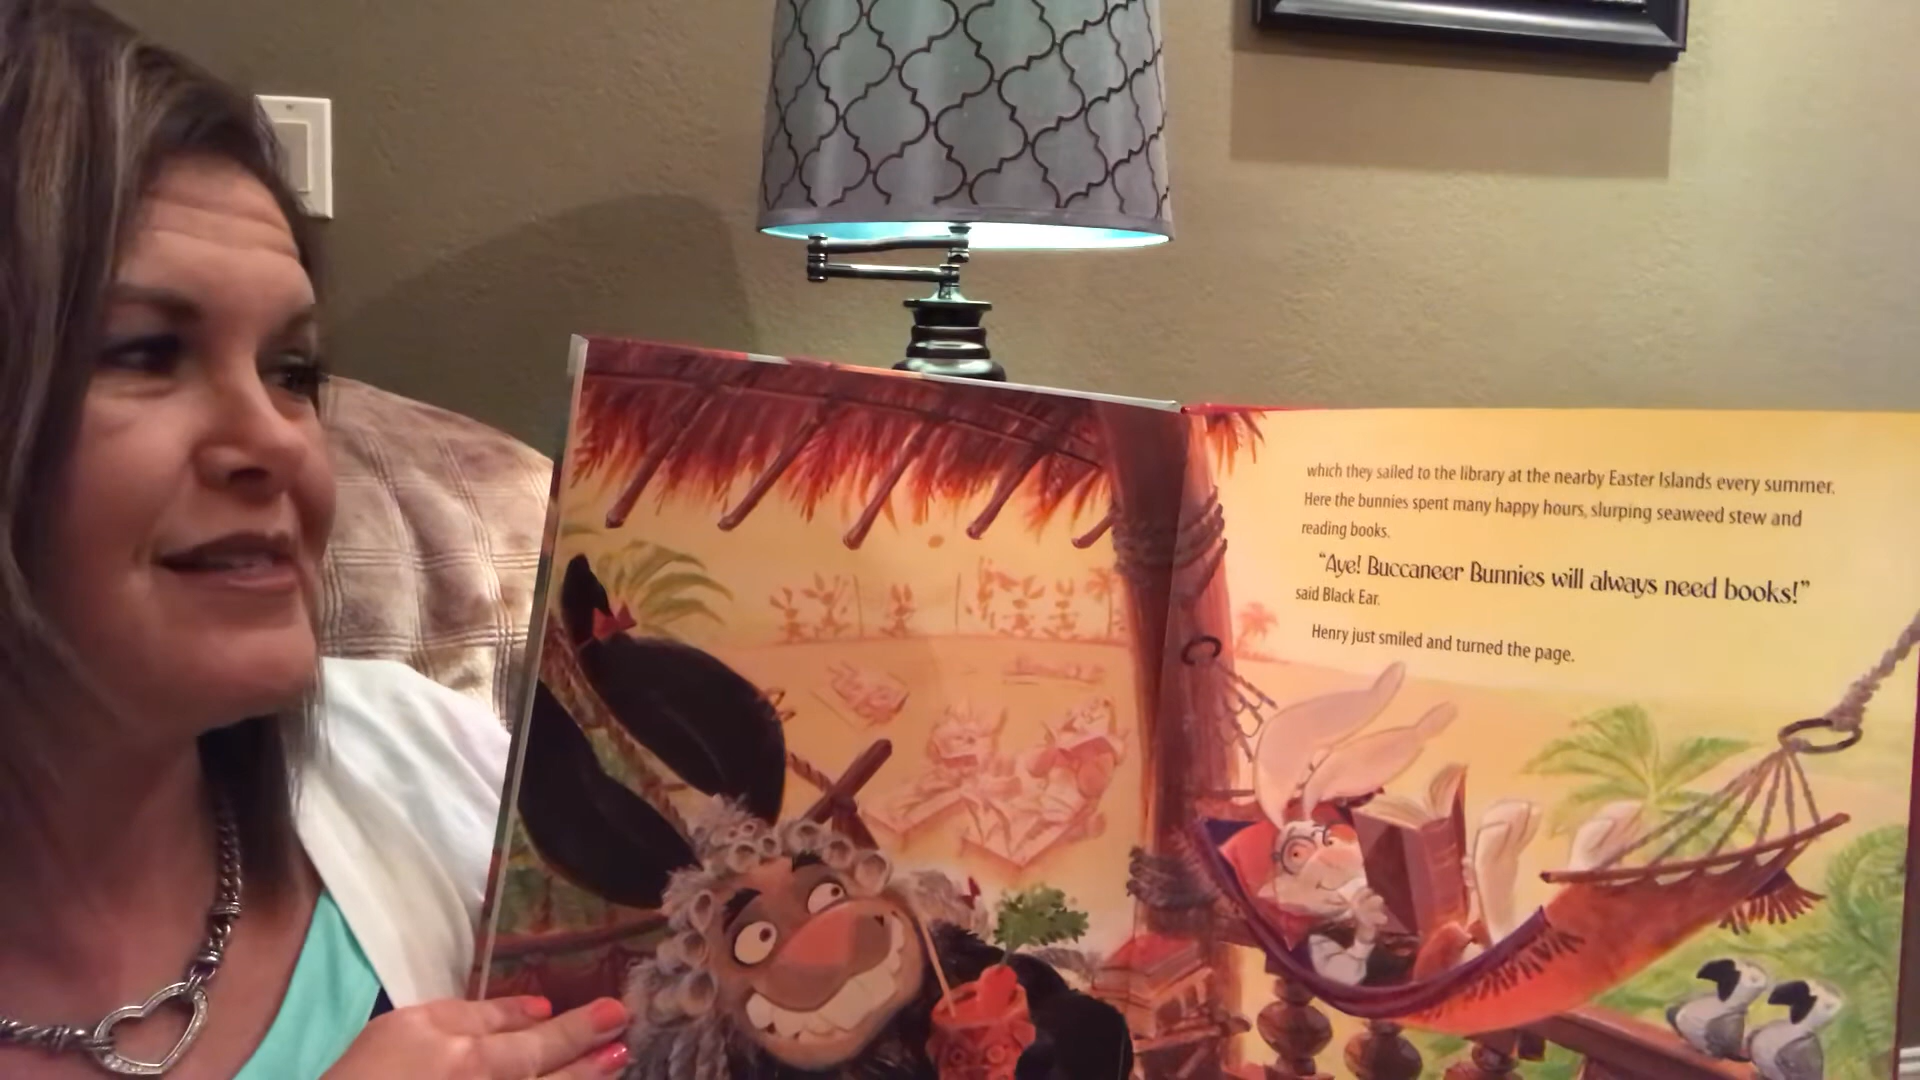 which they sailed to the library at the nearby Easter Islands every summer.
Here the bunnies spent many happy hours, slurping seaweed stew and
reading books.
“Aye! Buccaneer Bunnies will always need books!”
said Black Ear.
Henry just smiled and turned the page.